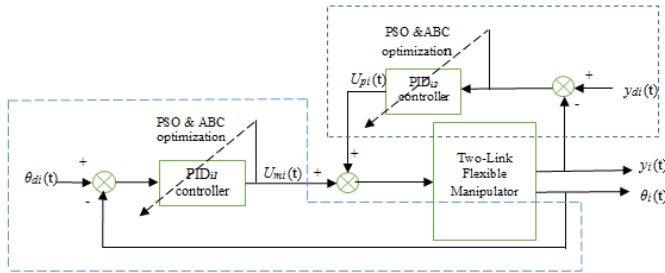 PSO & ABC
optimization
Upi(t)
PIDi2
controller
+
ydi(t)
-
PSO & ABC
optimization
+
θdi(t)
-
PIDi1
controller
Umi(t)
+
+
Two-Link
Flexible
Manipulator
yi(t)
θi(t)